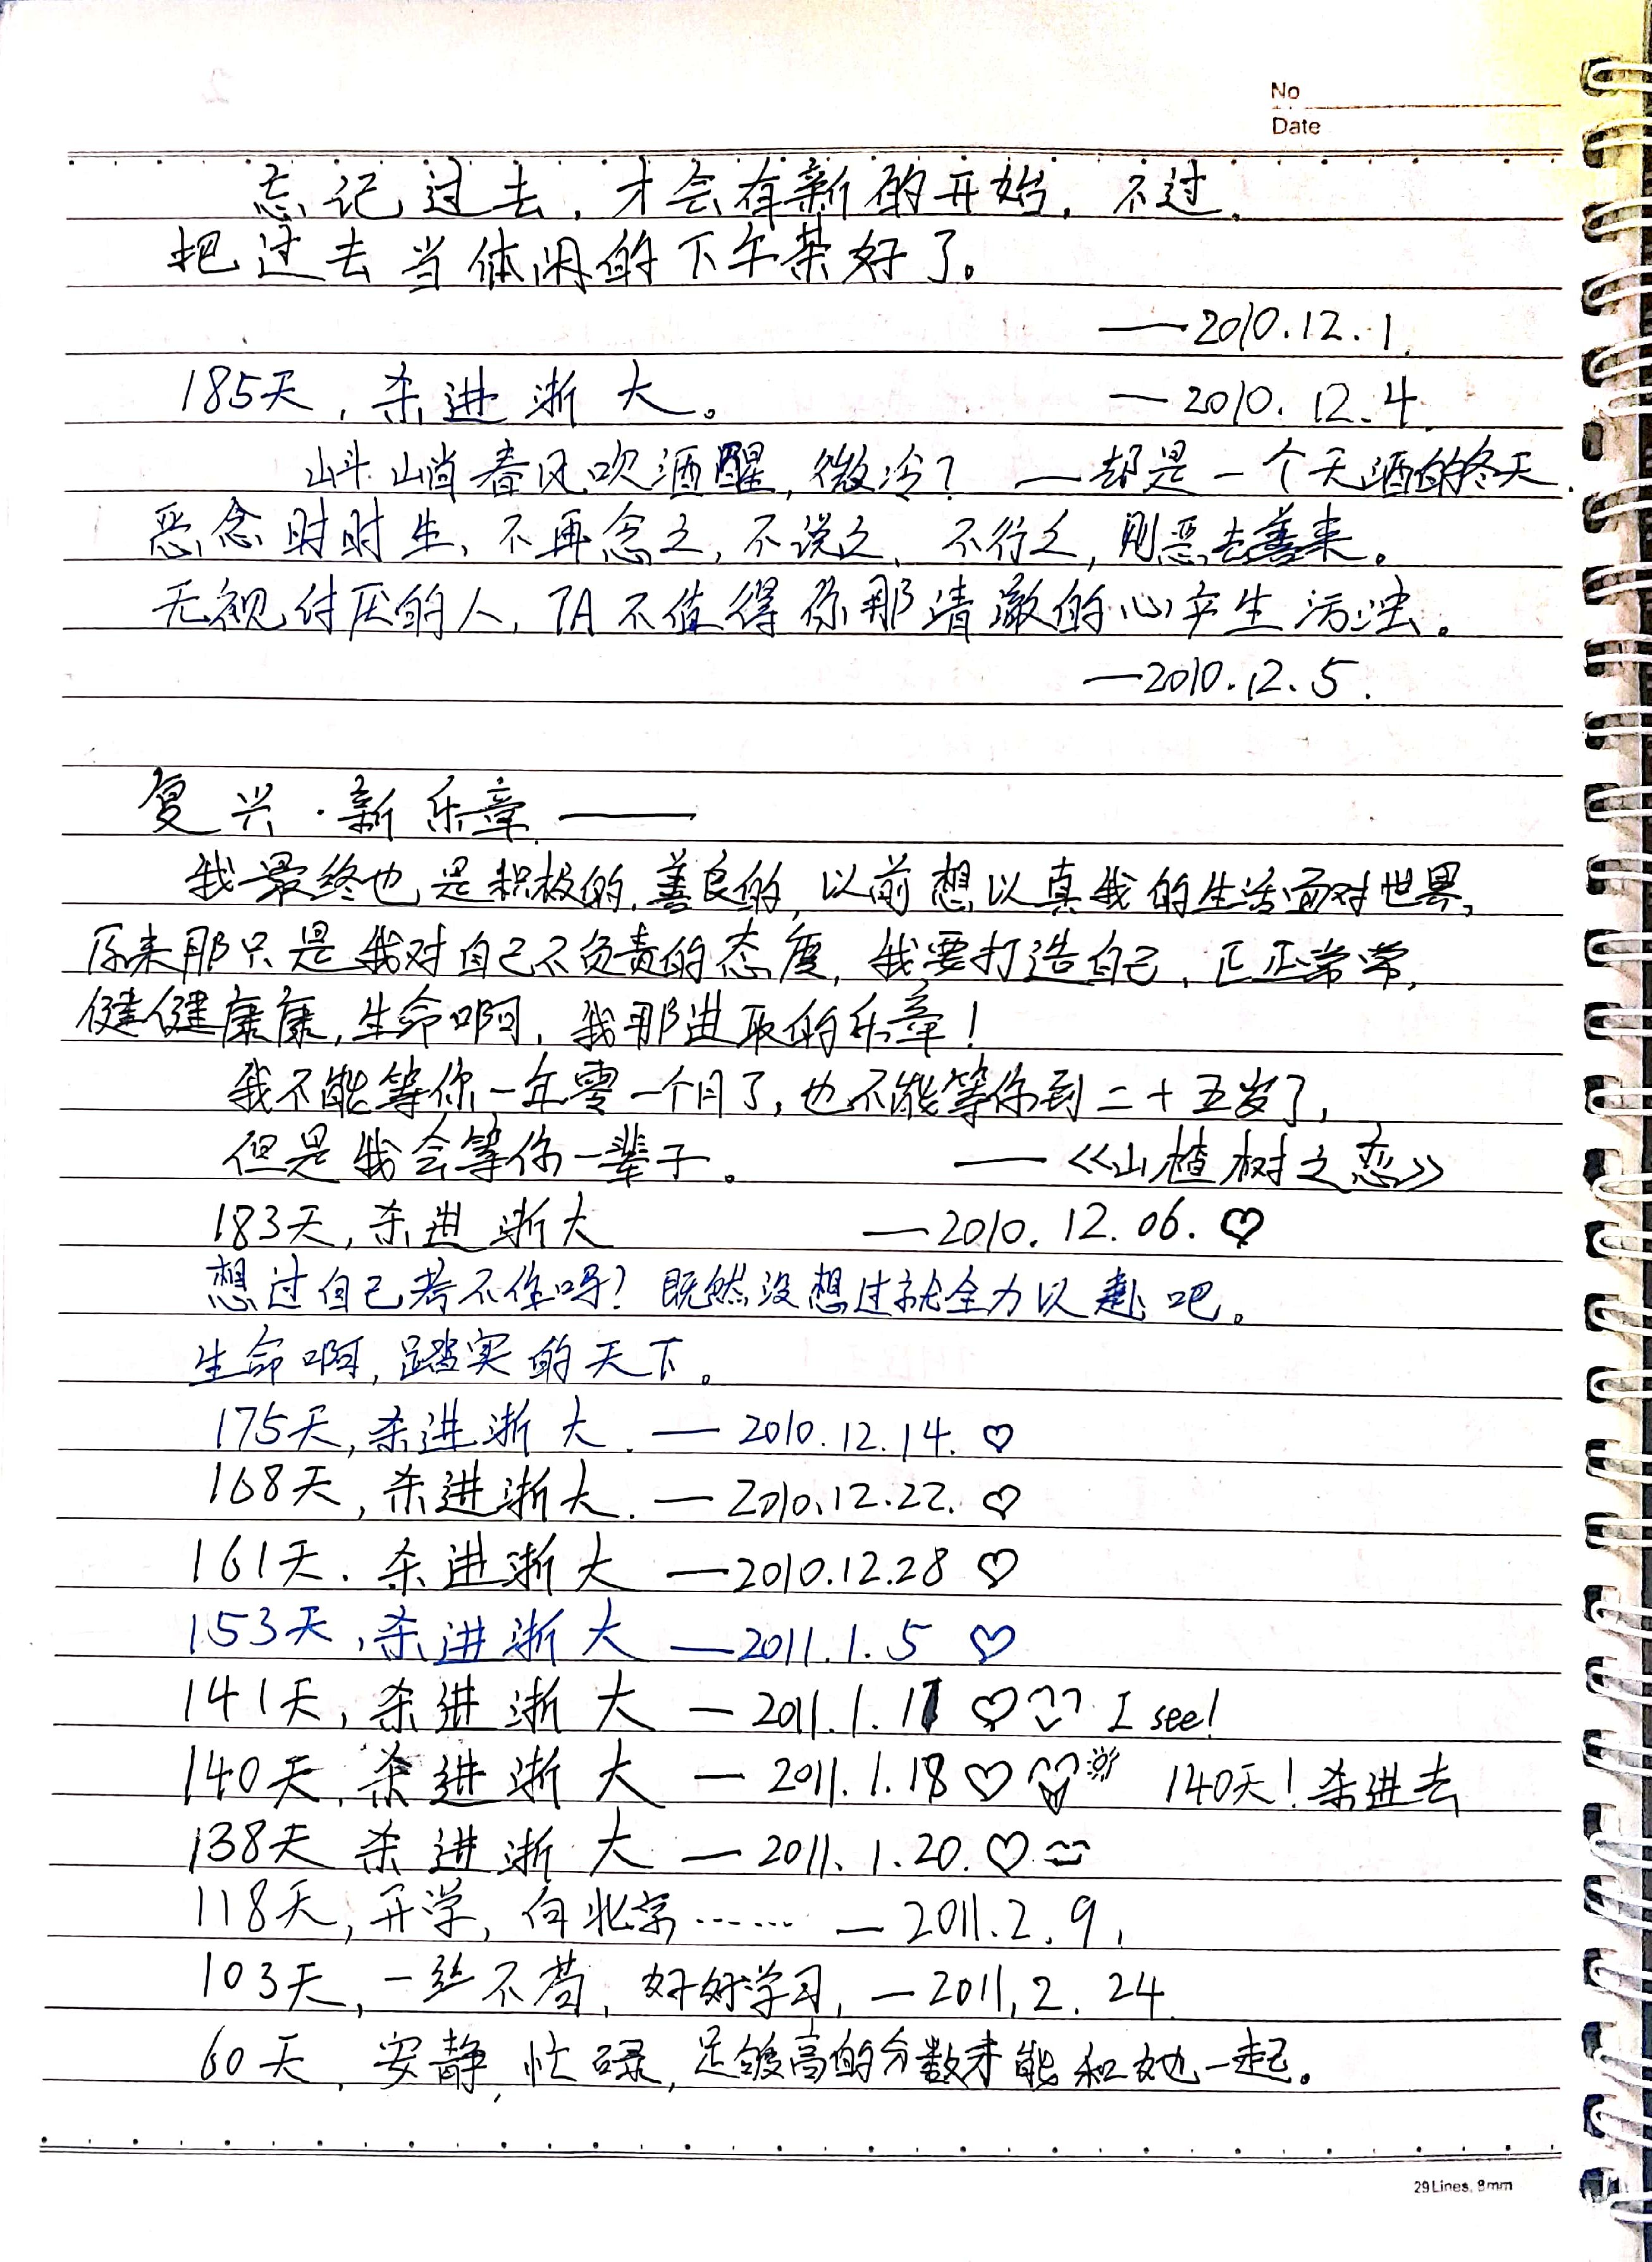 No
Date
忘记过去，才会有新的开始，不过，
把过去当休闲的下午茶好了。
——2010.12.1.
185天，杀进浙大。 —2010.12.4.
料峭春风吹酒醒，微冷？ —却是一个无酒的冬天.
恶念时时生，不再念之，不说之，不行之，则恶去善来。
无视讨厌的人，TA不值得你那清澈的心产生污浊。
—2010.12.5.
复兴·新乐章——
我最终也是积极的，善良的，以前想以真我的生活面对世界，
原来那只是我对自己不负责的态度，我要打造自己，正正常常，
健健康康，生命啊，我那进取的乐章！
我不能等你一年零一个月了，也不能等你到二十五岁了，
但是我会等你一辈子。 ——《山楂树之恋》
183天，杀进浙大 —2010.12.06. ♡
想过自己考不住吗？既然没想过就全力以赴吧。
生命啊，踏实的天下。
175天，杀进浙大. — 2010.12.14. ♡
168天，杀进浙大. — 2010.12.22. ♡
161天. 杀进浙大 —2010.12.28 ♡
153天，杀进浙大 —2011.1.5 ♡
141天，杀进浙大 — 2011.1.17 ♡ I see!
140天，杀进浙大 — 2011.1.18 ♡ 140天！杀进去
138天 杀进浙大 — 2011.1.20. ♡
118天，开学，向北京…… — 2011.2.9.
103天，一丝不苟，好好学习，—2011.2.24
60天，安静，忙碌，足够高的分数才能和她一起。
29Lines, 8mm